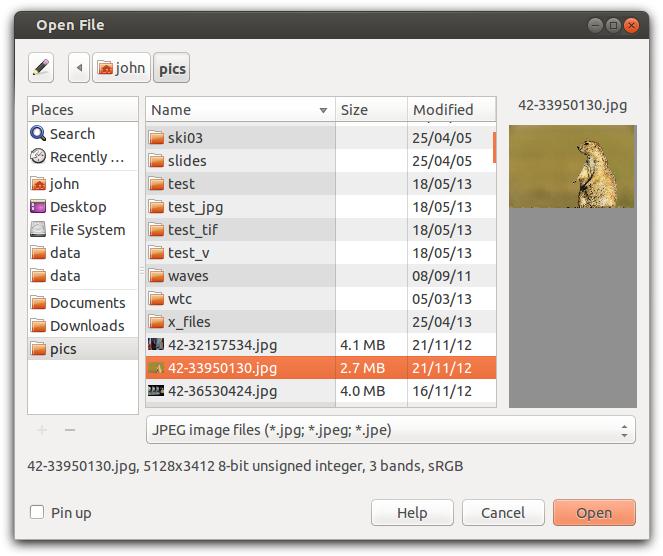 Open File
john pics
Places
Search
Recently ...
john
Desktop
File System
data
data
Documents
Downloads
pics
Name Size Modified
ski03 25/04/05
slides 25/04/05
test 18/05/13
test_jpg 18/05/13
test_tif 18/05/13
test_v 18/05/13
waves 08/09/11
wtc 05/03/13
x_files 25/04/13
42-32157534.jpg 4.1 MB 21/11/12
42-33950130.jpg 2.7 MB 21/11/12
42-36530424.jpg 4.0 MB 16/11/12
42-33950130.jpg
JPEG image files (*.jpg; *.jpeg; *.jpe)
42-33950130.jpg, 5128x3412 8-bit unsigned integer, 3 bands, sRGB
Pin up
Help Cancel Open